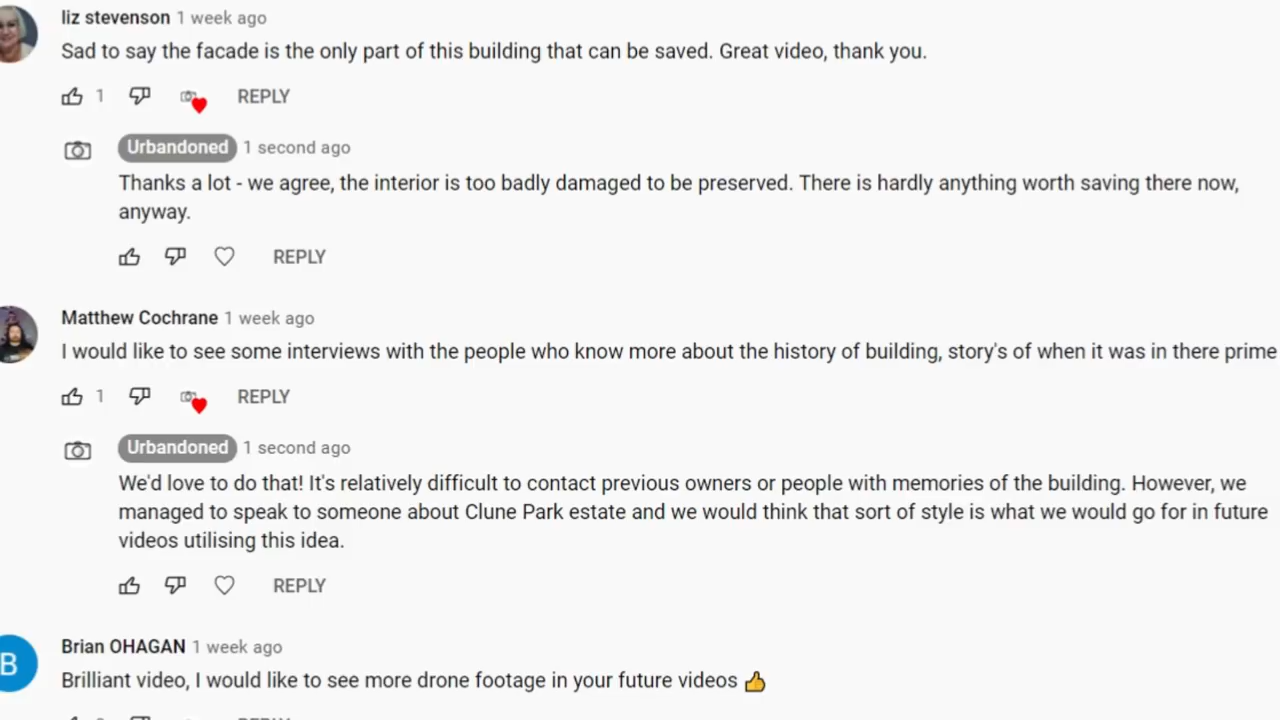 liz stevenson 1 week ago
Sad to say the facade is the only part of this building that can be saved. Great video, thank you.
1 REPLY
Urbandoned 1 second ago
Thanks a lot - we agree, the interior is too badly damaged to be preserved. There is hardly anything worth saving there now,
anyway.
REPLY
Matthew Cochrane 1 week ago
I would like to see some interviews with the people who know more about the history of building, story's of when it was in there prime
1 REPLY
Urbandoned 1 second ago
We'd love to do that! It's relatively difficult to contact previous owners or people with memories of the building. However, we
managed to speak to someone about Clune Park estate and we would think that sort of style is what we would go for in future
videos utilising this idea.
REPLY
B
Brian OHAGAN 1 week ago
Brilliant video, I would like to see more drone footage in your future videos 👍
REPLY